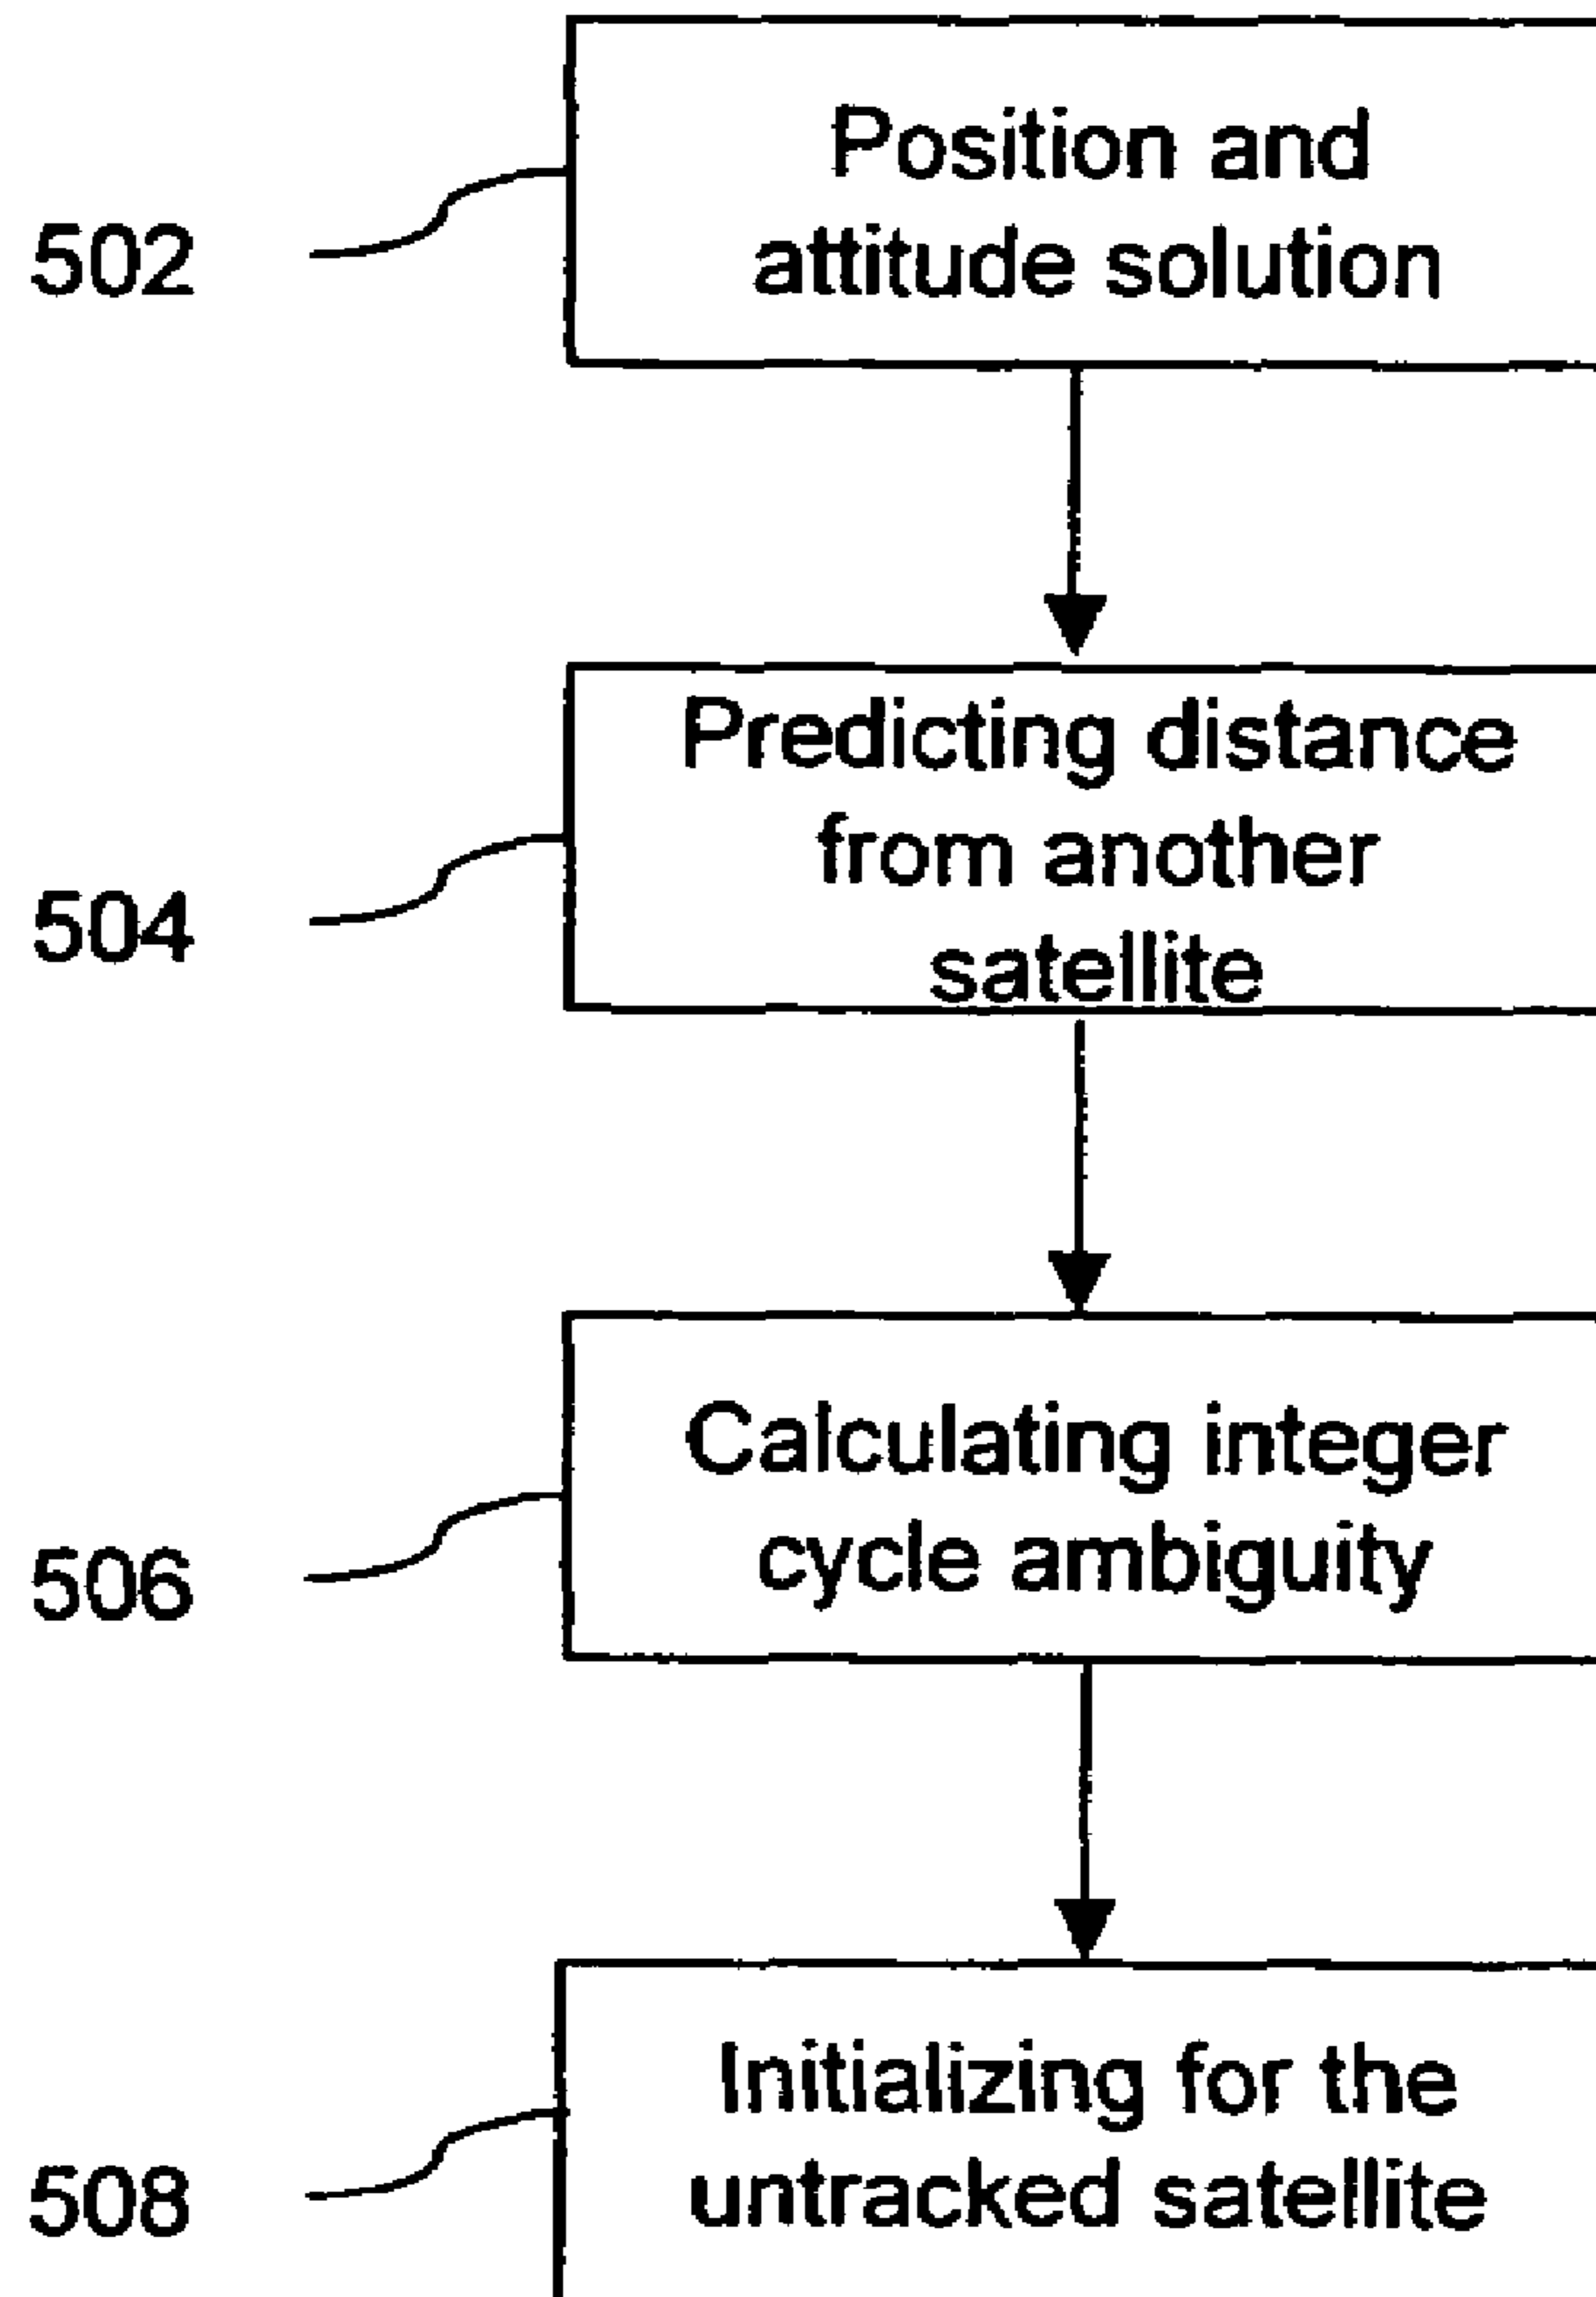 Position and
attitude solution
502
Predicting distance
from another
satellite
504
Calculating integer
cycle ambiguity
506
Initializing for the
untracked satellite
508